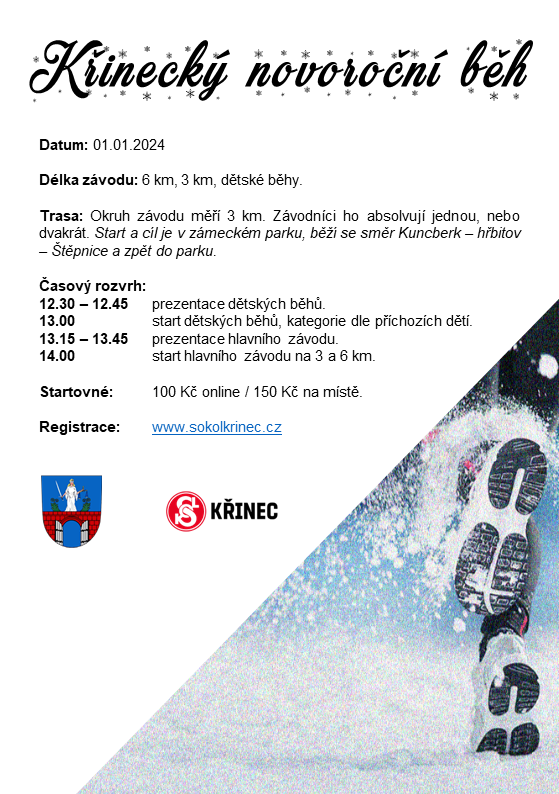 Křinecký novoroční běh
Datum: 01.01.2024
Délka závodu: 6 km, 3 km, dětské běhy.
Trasa: Okruh závodu měří 3 km. Závodníci ho absolvují jednou, nebo
dvakrát. Start a cíl je v zámeckém parku, běží se směr Kuncberk – hřbitov
– Štěpnice a zpět do parku.
Časový rozvrh:
12.30 – 12.45 prezentace dětských běhů.
13.00 start dětských běhů, kategorie dle příchozích dětí.
13.15 – 13.45 prezentace hlavního závodu.
14.00 start hlavního závodu na 3 a 6 km.
Startovné: 100 Kč online / 150 Kč na místě.
Registrace: www.sokolkrinec.cz
KŘINEC